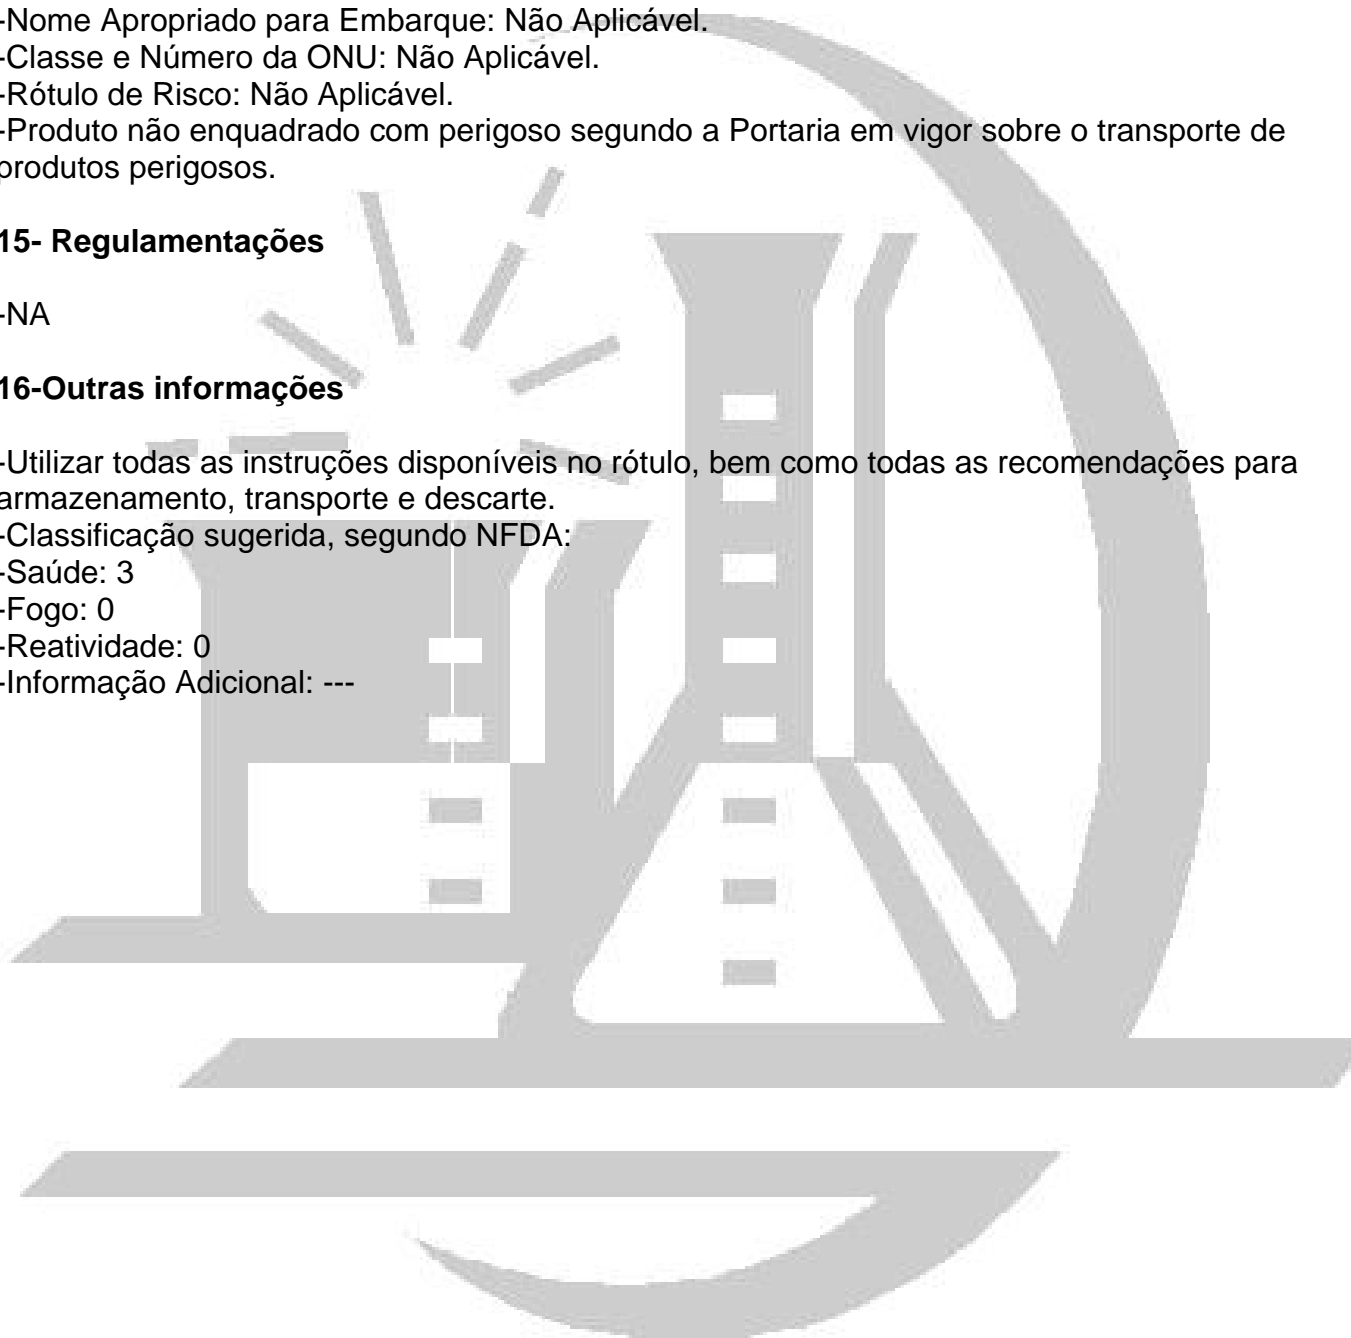 -Nome Apropriado para Embarque: Não Aplicável.
-Classe e Número da ONU: Não Aplicável.
-Rótulo de Risco: Não Aplicável.
-Produto não enquadrado com perigoso segundo a Portaria em vigor sobre o transporte de
produtos perigosos.
15- Regulamentações
-NA
16-Outras informações
-Utilizar todas as instruções disponíveis no rótulo, bem como todas as recomendações para
armazenamento, transporte e descarte.
-Classificação sugerida, segundo NFDA:
-Saúde: 3
-Fogo: 0
-Reatividade: 0
-Informação Adicional: ---